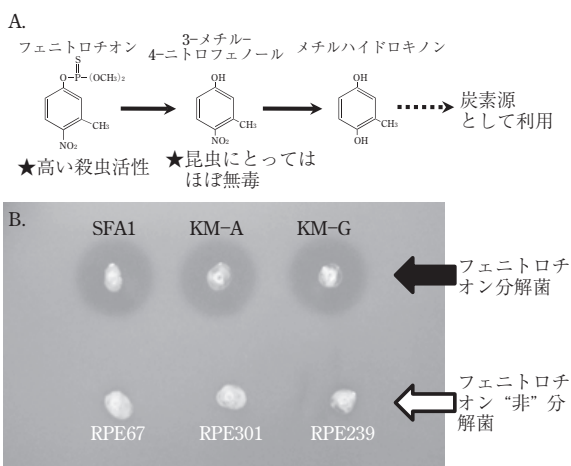 A.
フェニトロチオン
3-メチル-
4-ニトロフェノール
メチルハイドロキノン
S
O-P-(OCH₃)₂
CH₃
NO₂
OH
CH₃
NO₂
OH
CH₃
OH
炭素源
として利用
★高い殺虫活性
★昆虫にとっては
ほぼ無毒
B.
SFA1 KM-A KM-G
フェニトロチ
オン分解菌
フェニトロチ
オン“非”分
解菌
RPE67 RPE301 RPE239